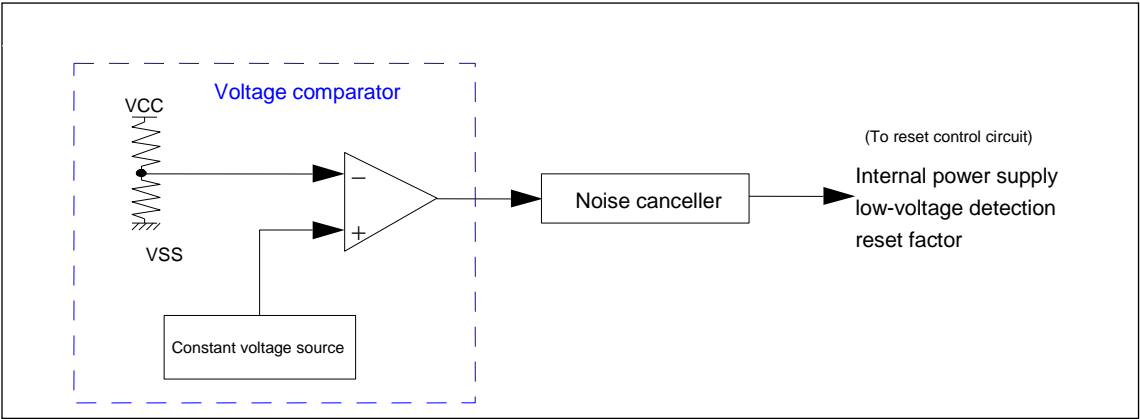 Voltage comparator
VCC
−
+
VSS
Constant voltage source
Noise canceller
(To reset control circuit)
Internal power supply
low-voltage detection
reset factor